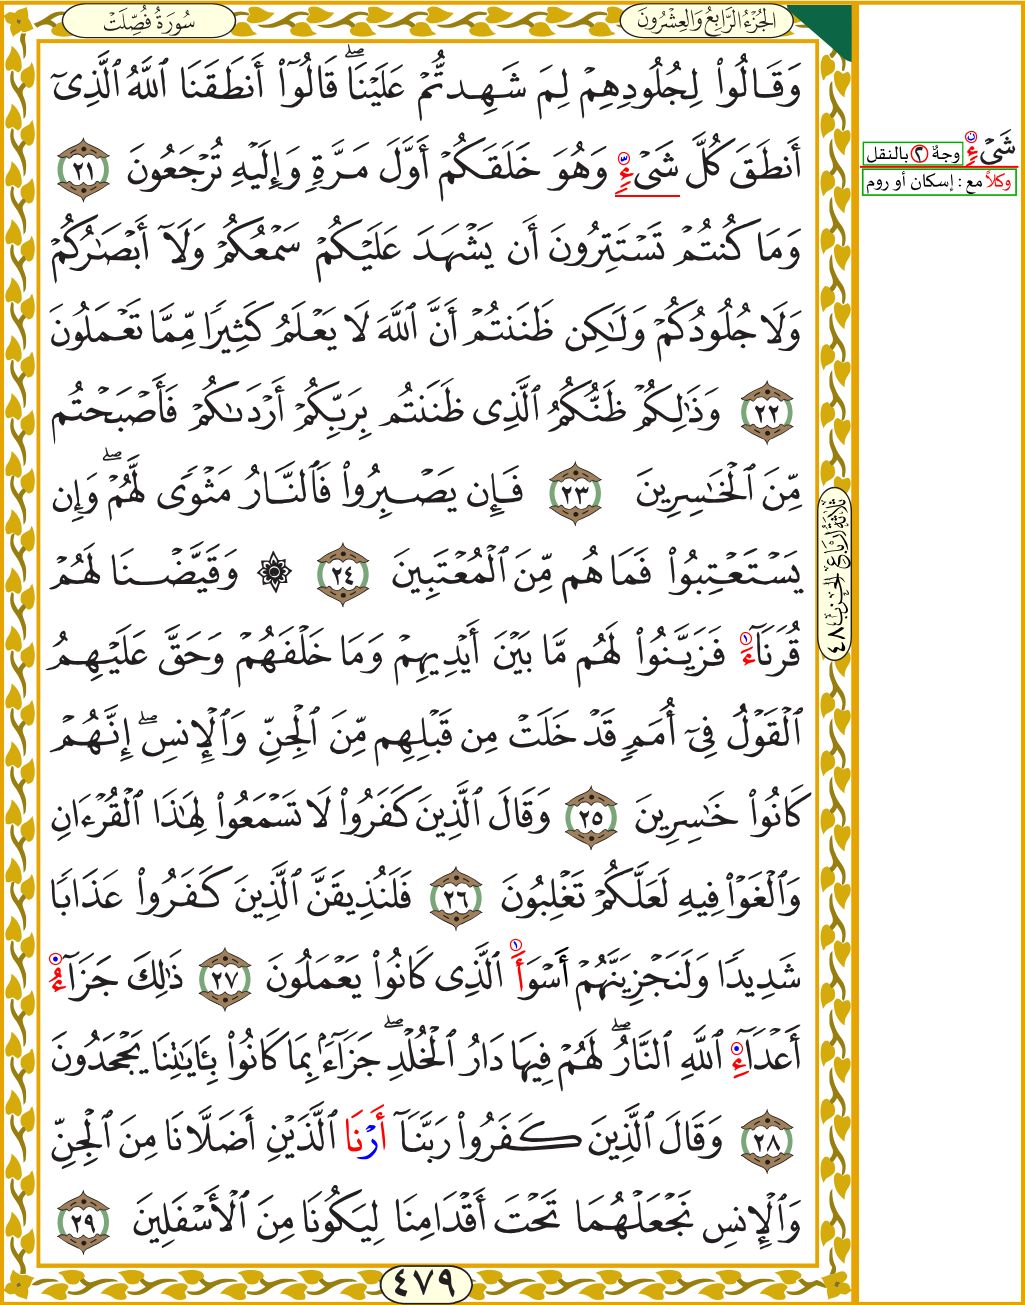 سُورَةُ فُصِّلَتْ
الجُزْءُ الرَّابِعُ وَالعِشْرُونَ
وَقَالُوا۟ لِجُلُودِهِمْ لِمَ شَهِدتُّمْ عَلَيْنَا ۖ قَالُوٓا۟ أَنطَقَنَا ٱللَّهُ ٱلَّذِىٓ
أَنطَقَ كُلَّ شَىْءٍۢ وَهُوَ خَلَقَكُمْ أَوَّلَ مَرَّةٍۢ وَإِلَيْهِ تُرْجَعُونَ ٢١
وَمَا كُنتُمْ تَسْتَتِرُونَ أَن يَشْهَدَ عَلَيْكُمْ سَمْعُكُمْ وَلَآ أَبْصَـٰرُكُمْ
وَلَا جُلُودُكُمْ وَلَـٰكِن ظَنَنتُمْ أَنَّ ٱللَّهَ لَا يَعْلَمُ كَثِيرًۭا مِّمَّا تَعْمَلُونَ
٢٢ وَذَٰلِكُمْ ظَنُّكُمُ ٱلَّذِى ظَنَنتُم بِرَبِّكُمْ أَرْدَىٰكُمْ فَأَصْبَحْتُم
مِّنَ ٱلْخَـٰسِرِينَ ٢٣ فَإِن يَصْبِرُوا۟ فَٱلنَّارُ مَثْوًۭى لَّهُمْ ۖ وَإِن
يَسْتَعْتِبُوا۟ فَمَا هُم مِّنَ ٱلْمُعْتَبِينَ ٢٤ ۞ وَقَيَّضْنَا لَهُمْ
قُرَنَآءَ فَزَيَّنُوا۟ لَهُم مَّا بَيْنَ أَيْدِيهِمْ وَمَا خَلْفَهُمْ وَحَقَّ عَلَيْهِمُ
ٱلْقَوْلُ فِىٓ أُمَمٍۢ قَدْ خَلَتْ مِن قَبْلِهِم مِّنَ ٱلْجِنِّ وَٱلْإِنسِ ۖ إِنَّهُمْ
كَانُوا۟ خَـٰسِرِينَ ٢٥ وَقَالَ ٱلَّذِينَ كَفَرُوا۟ لَا تَسْمَعُوا۟ لِهَـٰذَا ٱلْقُرْءَانِ
وَٱلْغَوْا۟ فِيهِ لَعَلَّكُمْ تَغْلِبُونَ ٢٦ فَلَنُذِيقَنَّ ٱلَّذِينَ كَفَرُوا۟ عَذَابًۭا
شَدِيدًۭا وَلَنَجْزِيَنَّهُمْ أَسْوَأَ ٱلَّذِى كَانُوا۟ يَعْمَلُونَ ٢٧ ذَٰلِكَ جَزَآءُ
أَعْدَآءِ ٱللَّهِ ٱلنَّارُ ۖ لَهُمْ فِيهَا دَارُ ٱلْخُلْدِ ۖ جَزَآءًۢ بِمَا كَانُوا۟ بِـَٔايَـٰتِنَا يَجْحَدُونَ
٢٨ وَقَالَ ٱلَّذِينَ كَفَرُوا۟ رَبَّنَآ أَرْنَا ٱلَّذَيْنِ أَضَلَّانَا مِنَ ٱلْجِنِّ
وَٱلْإِنسِ نَجْعَلْهُمَا تَحْتَ أَقْدَامِنَا لِيَكُونَا مِنَ ٱلْأَسْفَلِينَ ٢٩
شَىْءٍ وجهٌ ٢ بالنقل
وكلاً مع : إسكان أو روم
ثلاثة أرباع الحزب ٤٨
٤٧٩